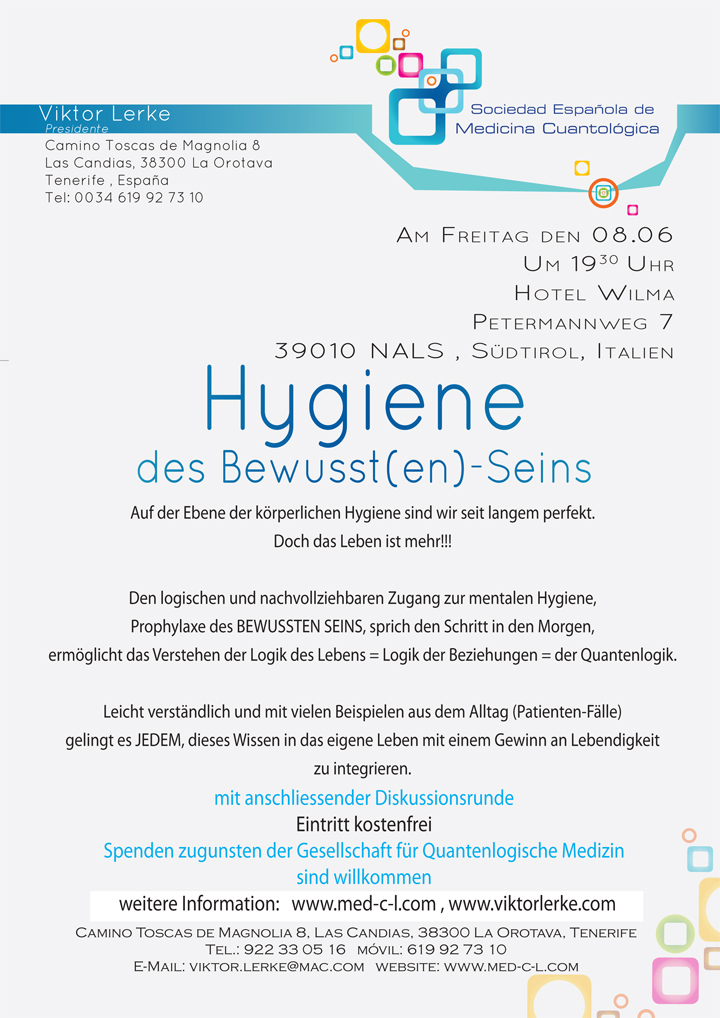 Viktor Lerke
Presidente
Camino Toscas de Magnolia 8
Las Candias, 38300 La Orotava
Tenerife , España
Tel: 0034 619 92 73 10
Sociedad Española de
Medicina Cuantológica
Am Freitag den 08.06
Um 19³⁰ Uhr
Hotel Wilma
Petermannweg 7
39010 NALS , Südtirol, Italien
Hygiene
des Bewusst(en)-Seins
Auf der Ebene der körperlichen Hygiene sind wir seit langem perfekt.
Doch das Leben ist mehr!!!
Den logischen und nachvollziehbaren Zugang zur mentalen Hygiene,
Prophylaxe des BEWUSSTEN SEINS, sprich den Schritt in den Morgen,
ermöglicht das Verstehen der Logik des Lebens = Logik der Beziehungen = der Quantenlogik.
Leicht verständlich und mit vielen Beispielen aus dem Alltag (Patienten-Fälle)
gelingt es JEDEM, dieses Wissen in das eigene Leben mit einem Gewinn an Lebendigkeit
zu integrieren.
mit anschliessender Diskussionsrunde
Eintritt kostenfrei
Spenden zugunsten der Gesellschaft für Quantenlogische Medizin
sind willkommen
weitere Information: www.med-c-l.com , www.viktorlerke.com
Camino Toscas de Magnolia 8, Las Candias, 38300 La Orotava, Tenerife
Tel.: 922 33 05 16 móvil: 619 92 73 10
E-Mail: viktor.lerke@mac.com website: www.med-c-l.com